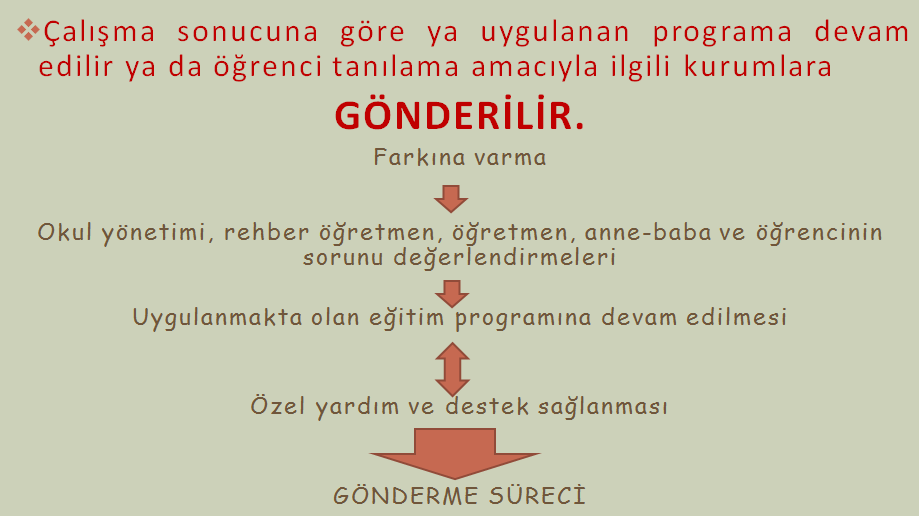 Çalışma sonucuna göre ya uygulanan programa devam
edilir ya da öğrenci tanılama amacıyla ilgili kurumlara
GÖNDERİLİR.
Farkına varma
Okul yönetimi, rehber öğretmen, öğretmen, anne-baba ve öğrencinin
sorunu değerlendirmeleri
Uygulanmakta olan eğitim programına devam edilmesi
Özel yardım ve destek sağlanması
GÖNDERME SÜRECİ